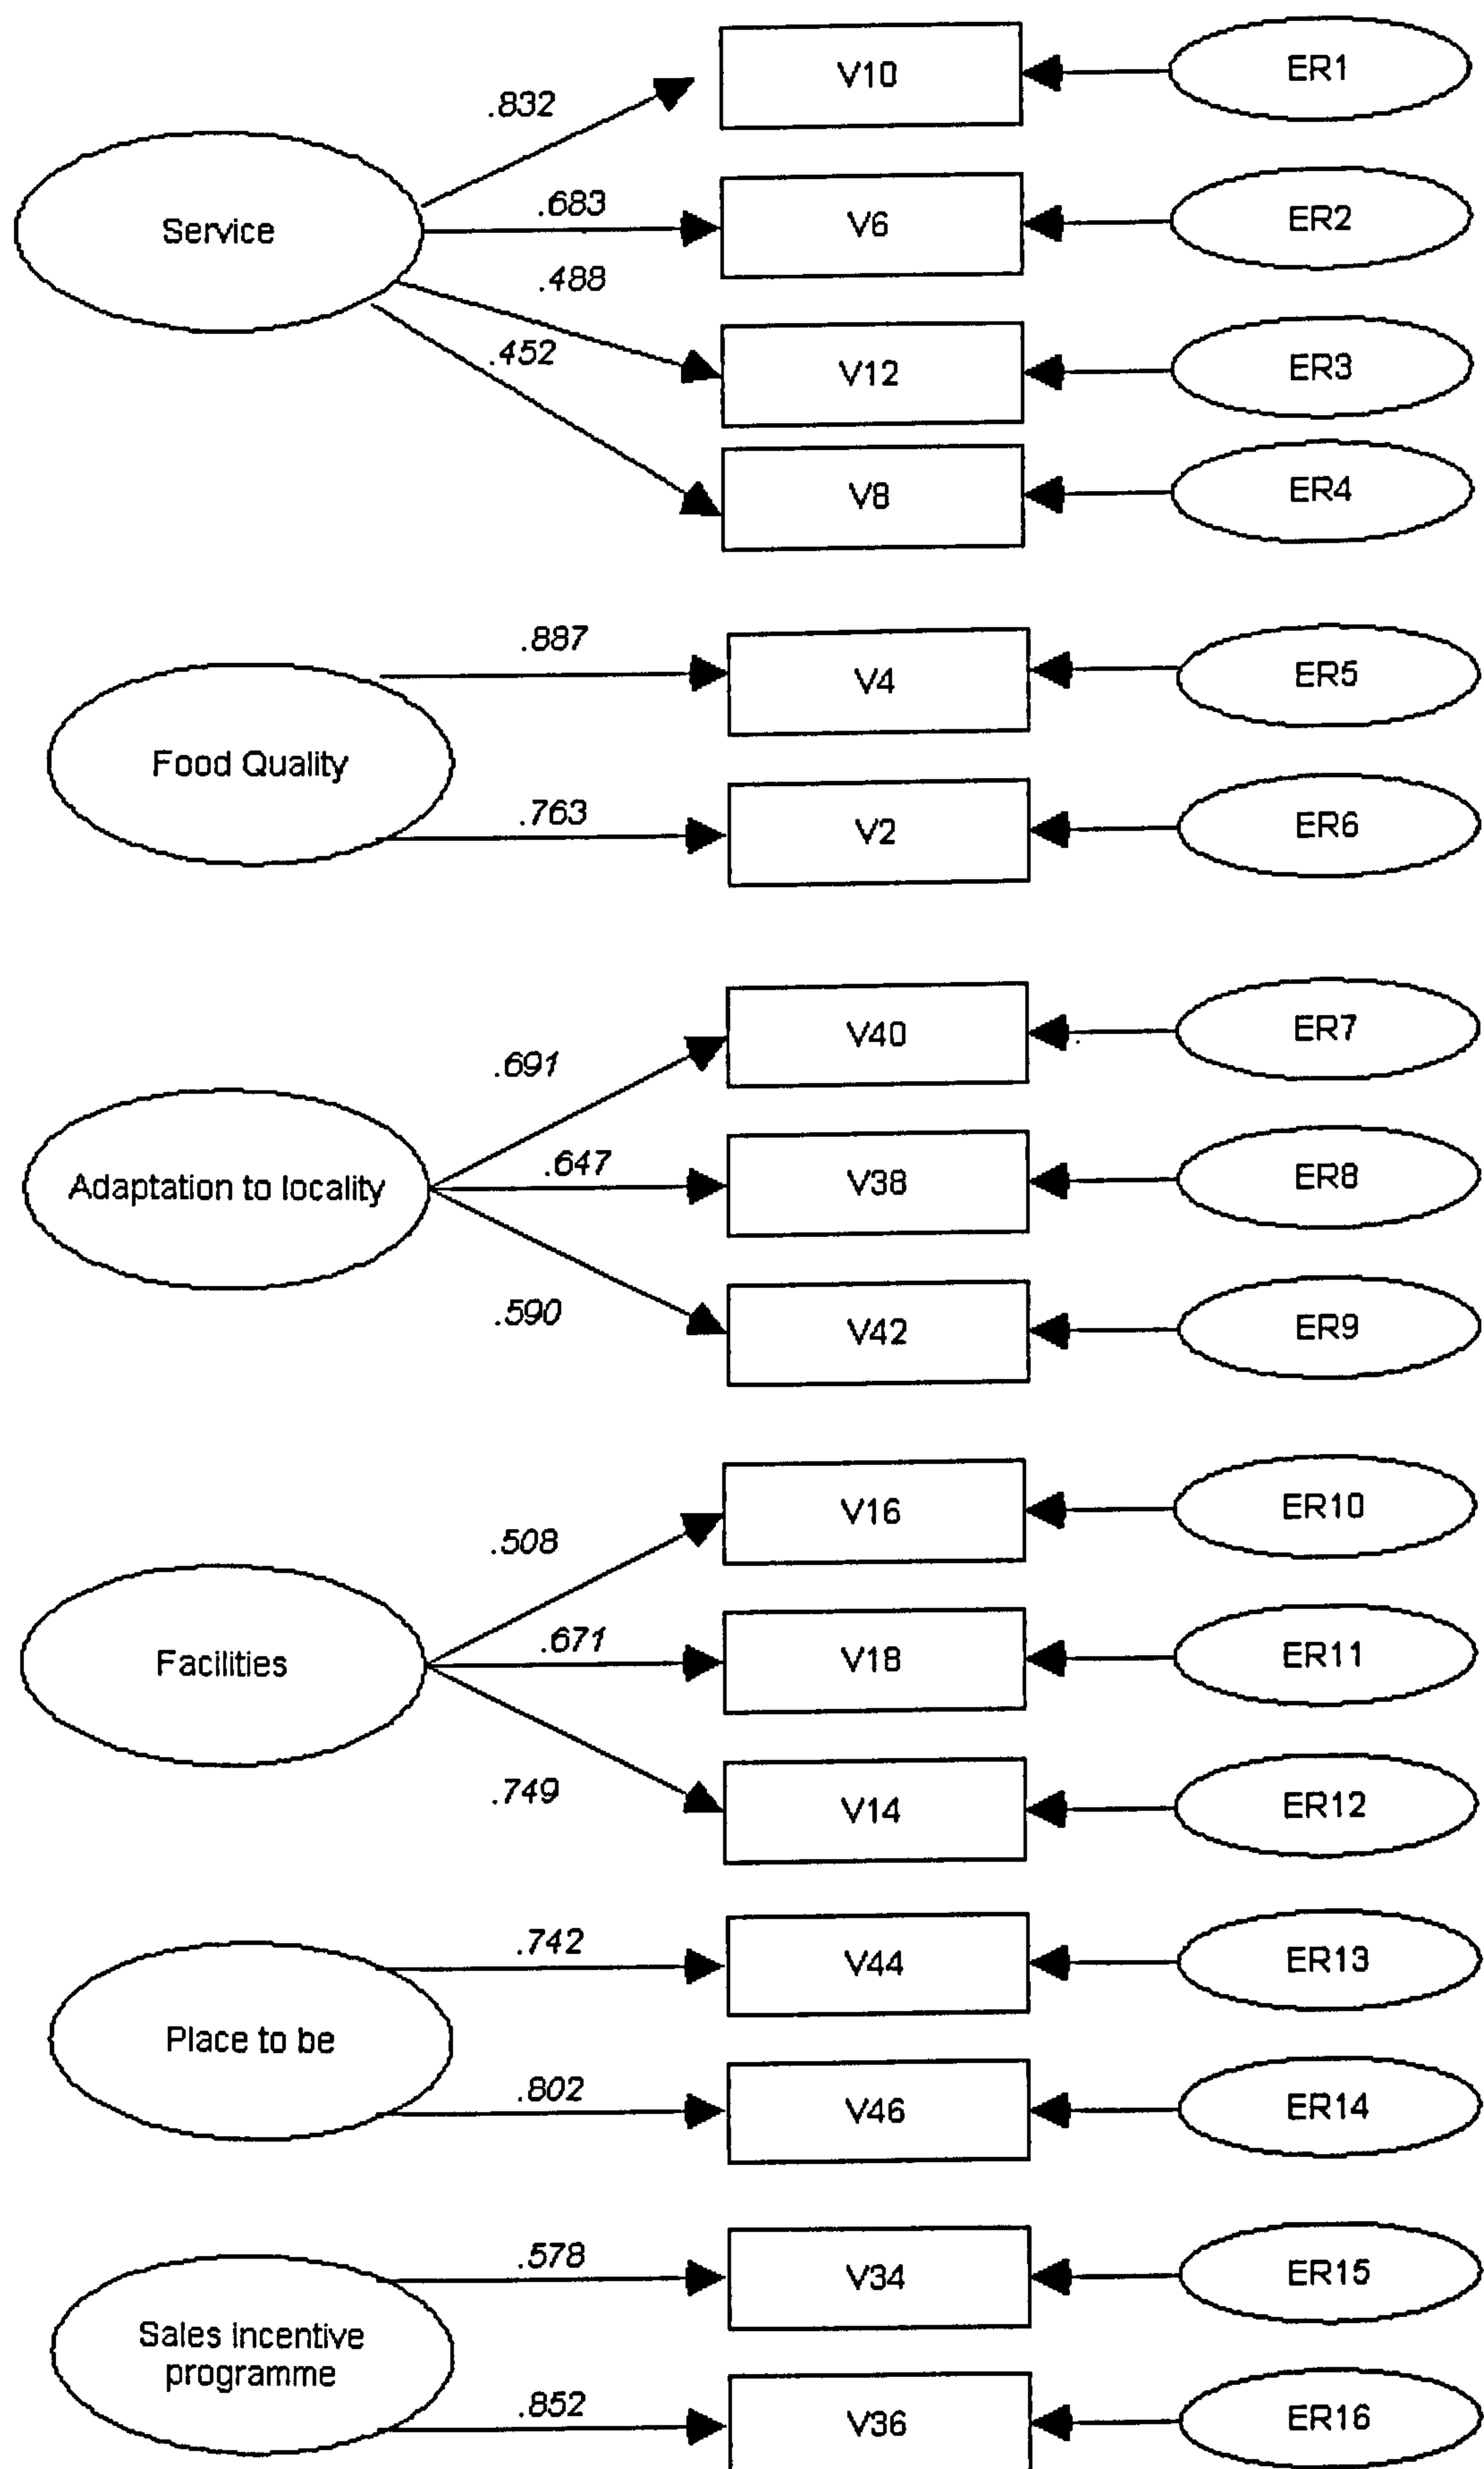 V10
ER1
.832
Service
.683
V6
ER2
.488
V12
ER3
.452
V8
ER4
.887
V4
ER5
Food Quality
.763
V2
ER6
V40
ER7
.691
Adaptation to locality
.647
V38
ER8
.590
V42
ER9
V16
ER10
.508
Facilities
.671
V18
ER11
.749
V14
ER12
.742
V44
ER13
Place to be
.802
V46
ER14
.578
V34
ER15
Sales incentive
programme
.852
V36
ER16